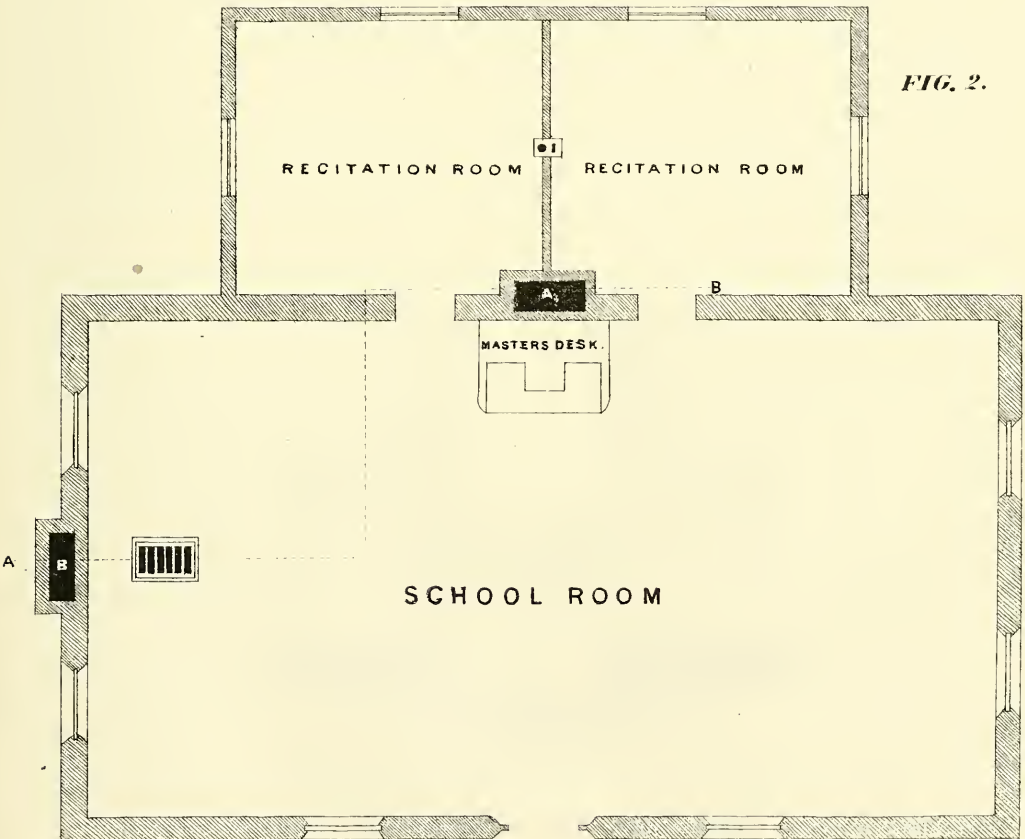 FIG. 2.
I
RECITATION ROOM
RECITATION ROOM
A
B
MASTERS DESK.
A
B
SCHOOL ROOM